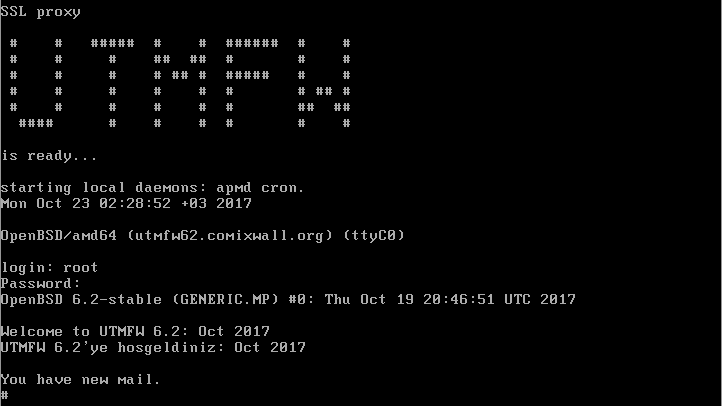 SSL proxy
UTMFW
is ready...
starting local daemons: apmd cron.
Mon Oct 23 02:28:52 +03 2017
OpenBSD/amd64 (utmfw62.comixwall.org) (ttyC0)
login: root
Password:
OpenBSD 6.2-stable (GENERIC.MP) #0: Thu Oct 19 20:46:51 UTC 2017
Welcome to UTMFW 6.2: Oct 2017
UTMFW 6.2'ye hosgeldiniz: Oct 2017
You have new mail.
#